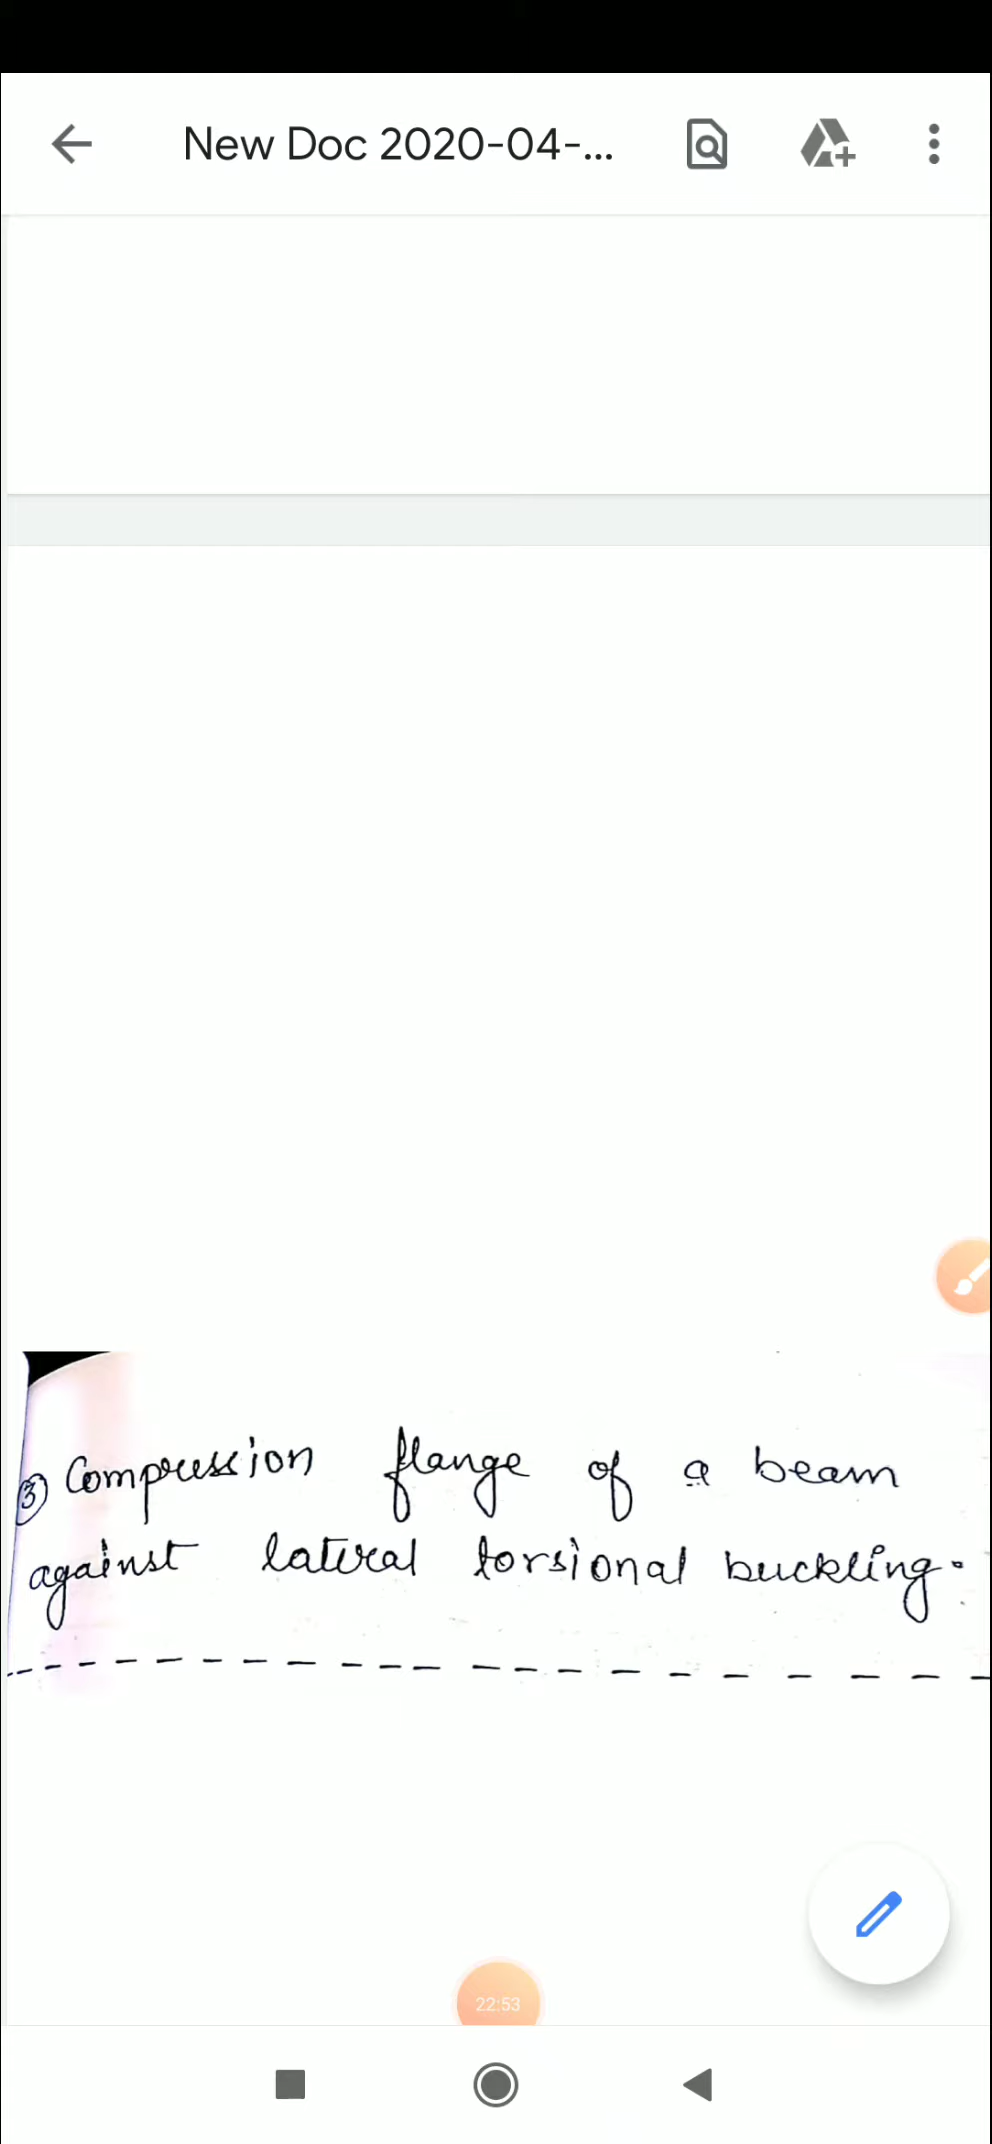 New Doc 2020-04-...
③ Compression flange of a beam
against lateral torsional buckling.
22:53